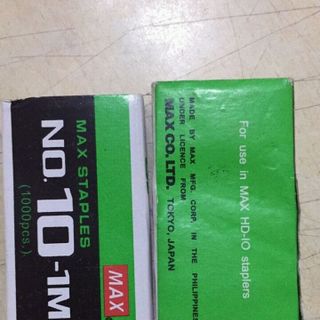 MAX STAPLES
NO. 10-1M
(1000pcs.)
MAX
For use in MAX HD-10 staplers
MADE BY MAX MFG. CORP. IN THE PHILIPPINES
UNDER LICENCE FROM
MAX CO. LTD. TOKYO, JAPAN